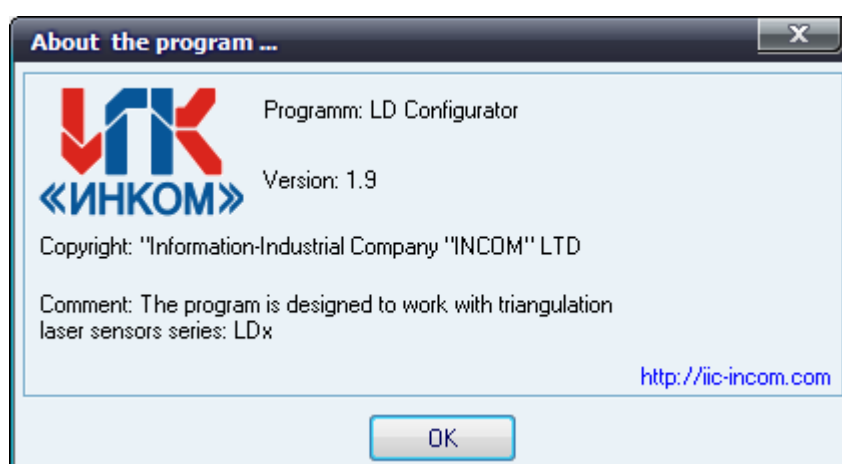 About the program ...
Programm: LD Configurator
Version: 1.9
«ИНКОМ»
Copyright: "Information-Industrial Company "INCOM" LTD
Comment: The program is designed to work with triangulation
laser sensors series: LDx
http://iic-incom.com
OK